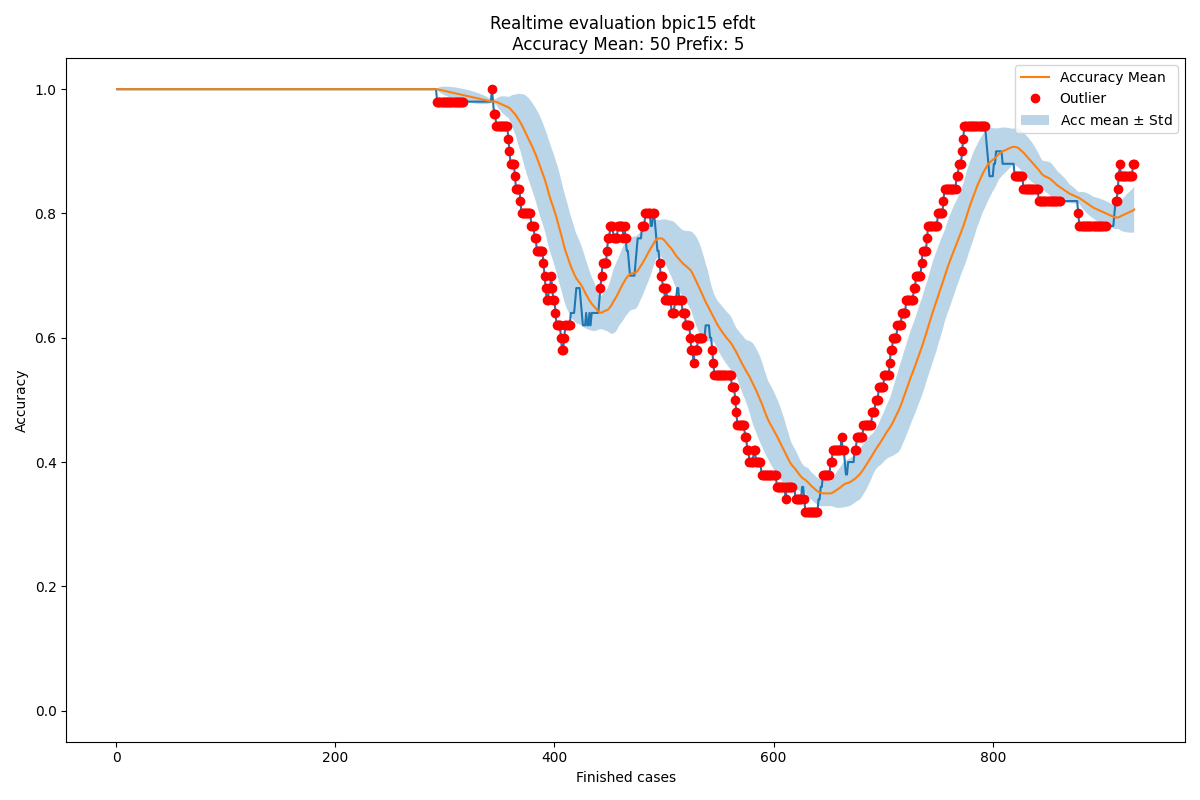 Realtime evaluation bpic15 efdt
Accuracy Mean: 50 Prefix: 5
Accuracy Mean
Outlier
Acc mean ± Std
1.0
0.8
0.6
0.4
0.2
0.0
Accuracy
0 200 400 600 800
Finished cases